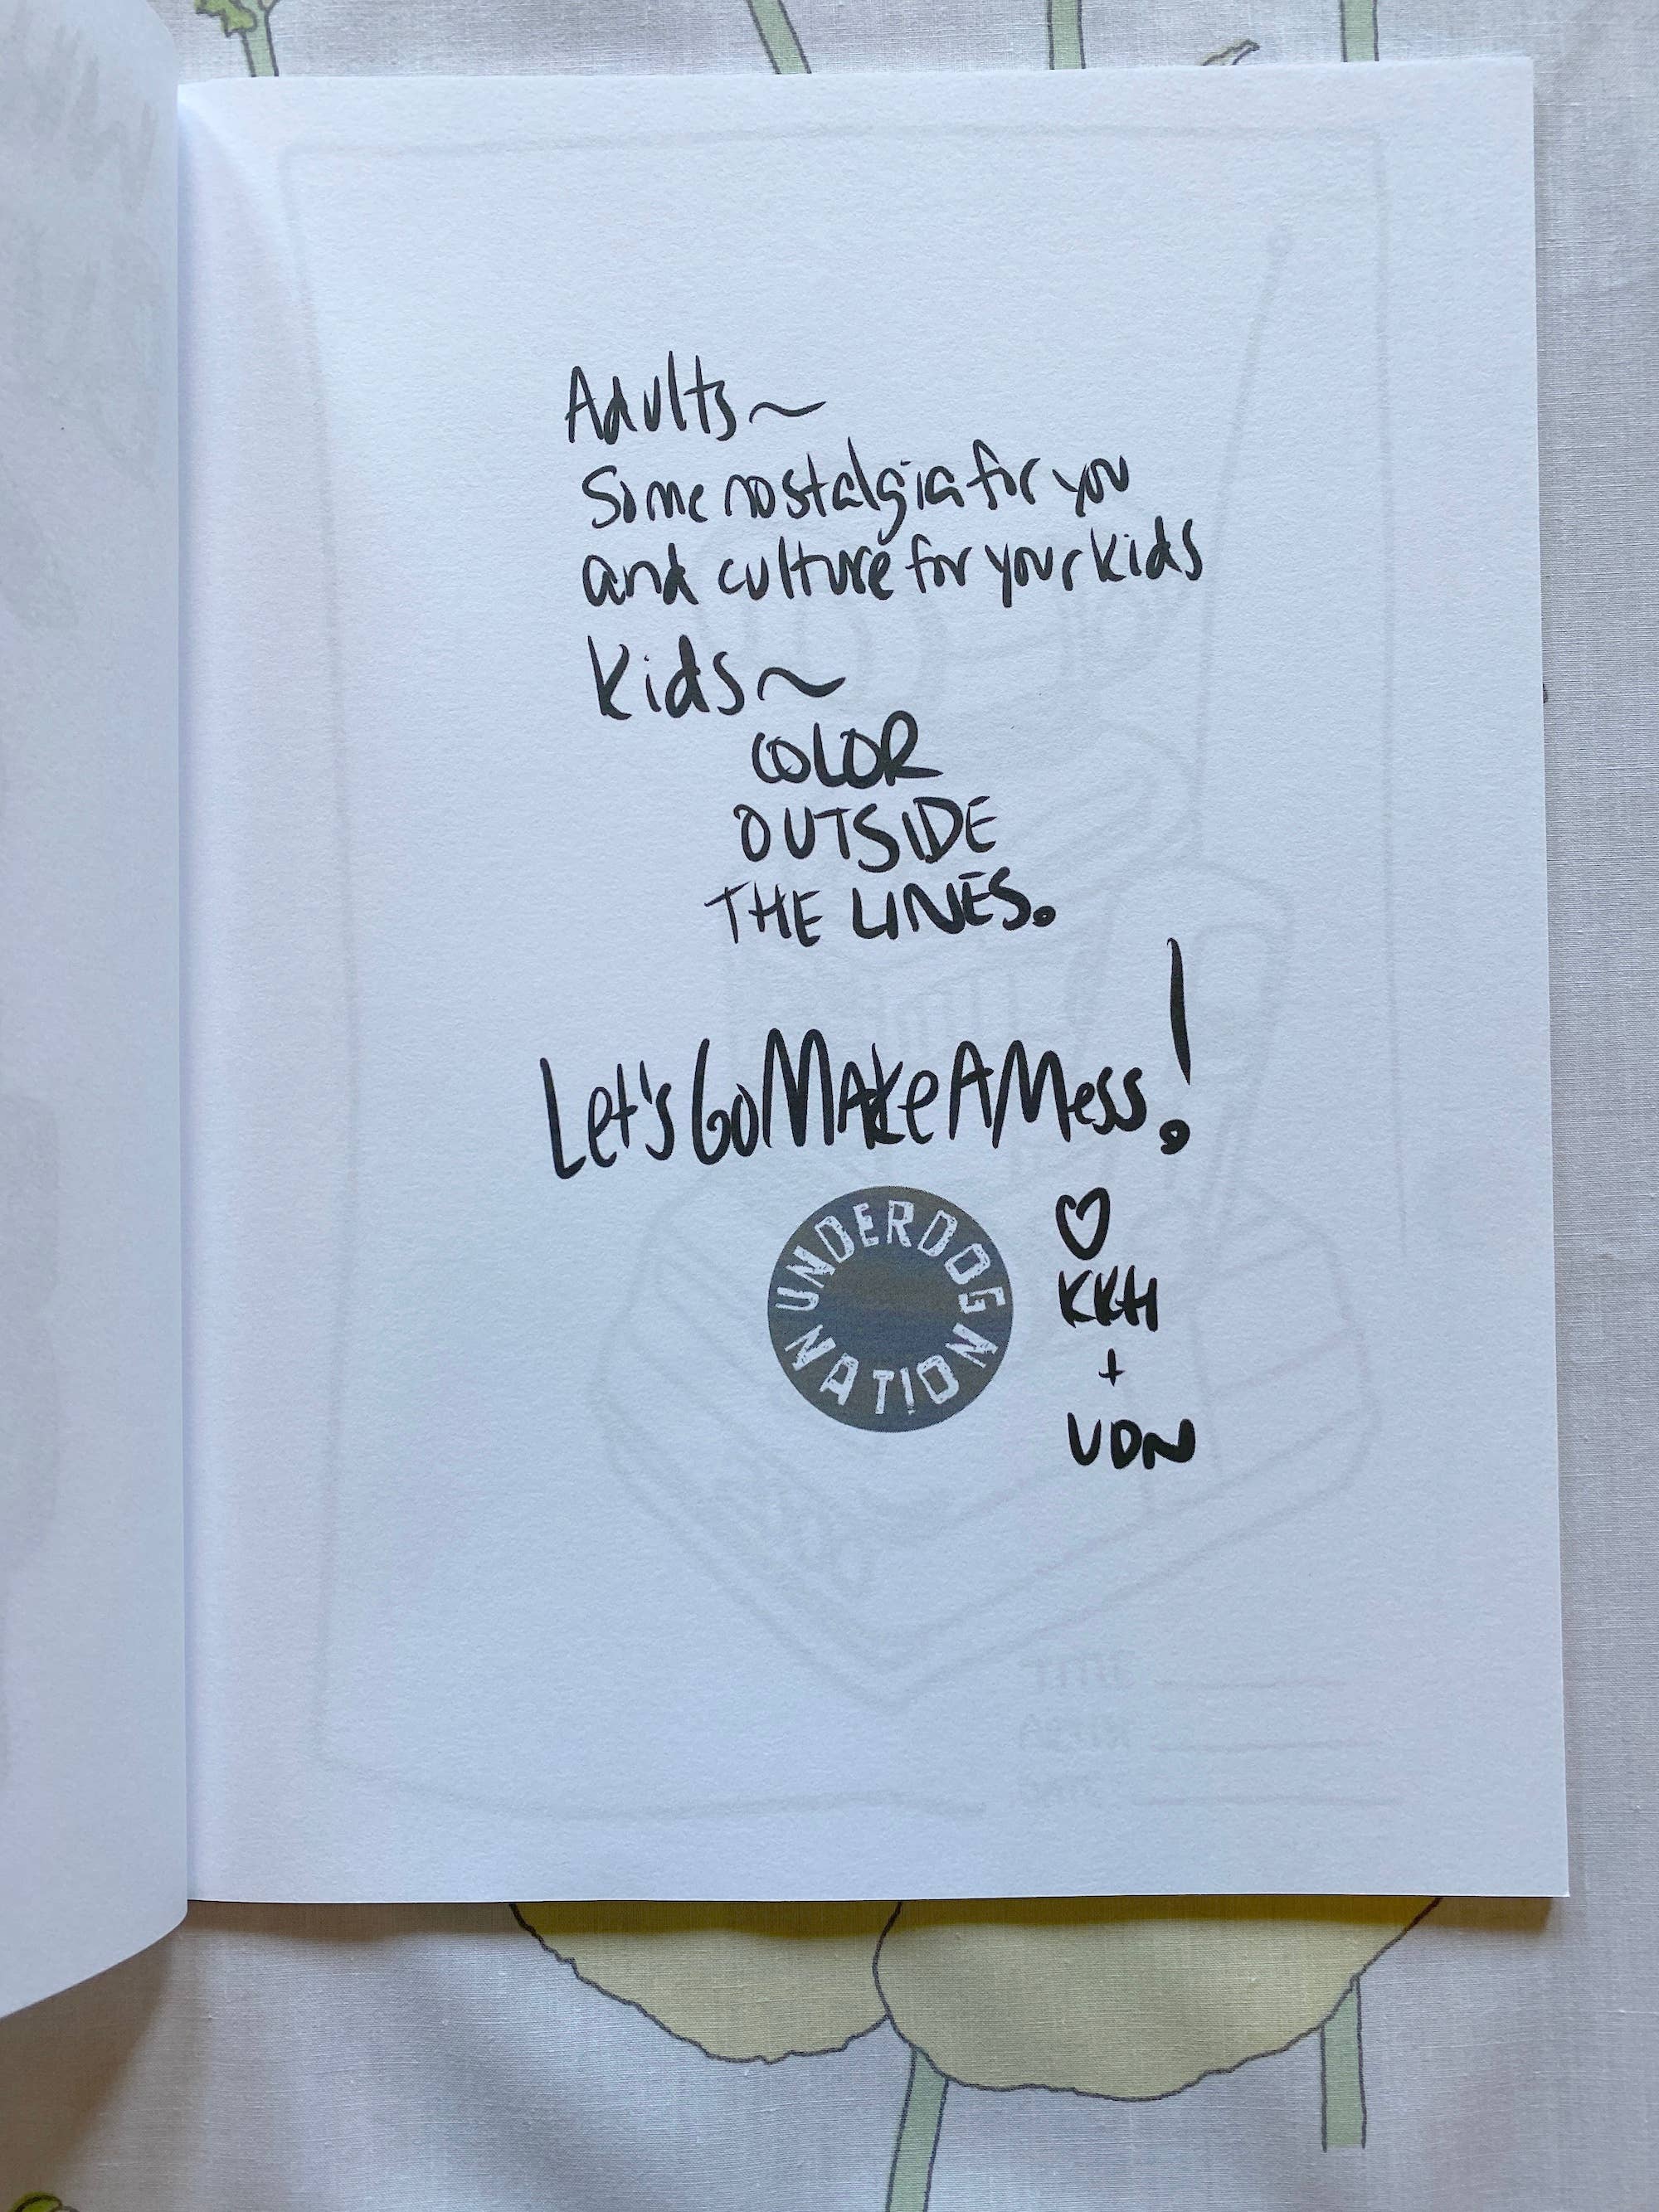 Adults~
Some nostalgia for you
and culture for your kids
Kids~
COLOR
OUTSIDE
THE LINES.
Let's Go MAKe A Mess!
UNDERDOG
NATION
♡
KKH
+
UDN